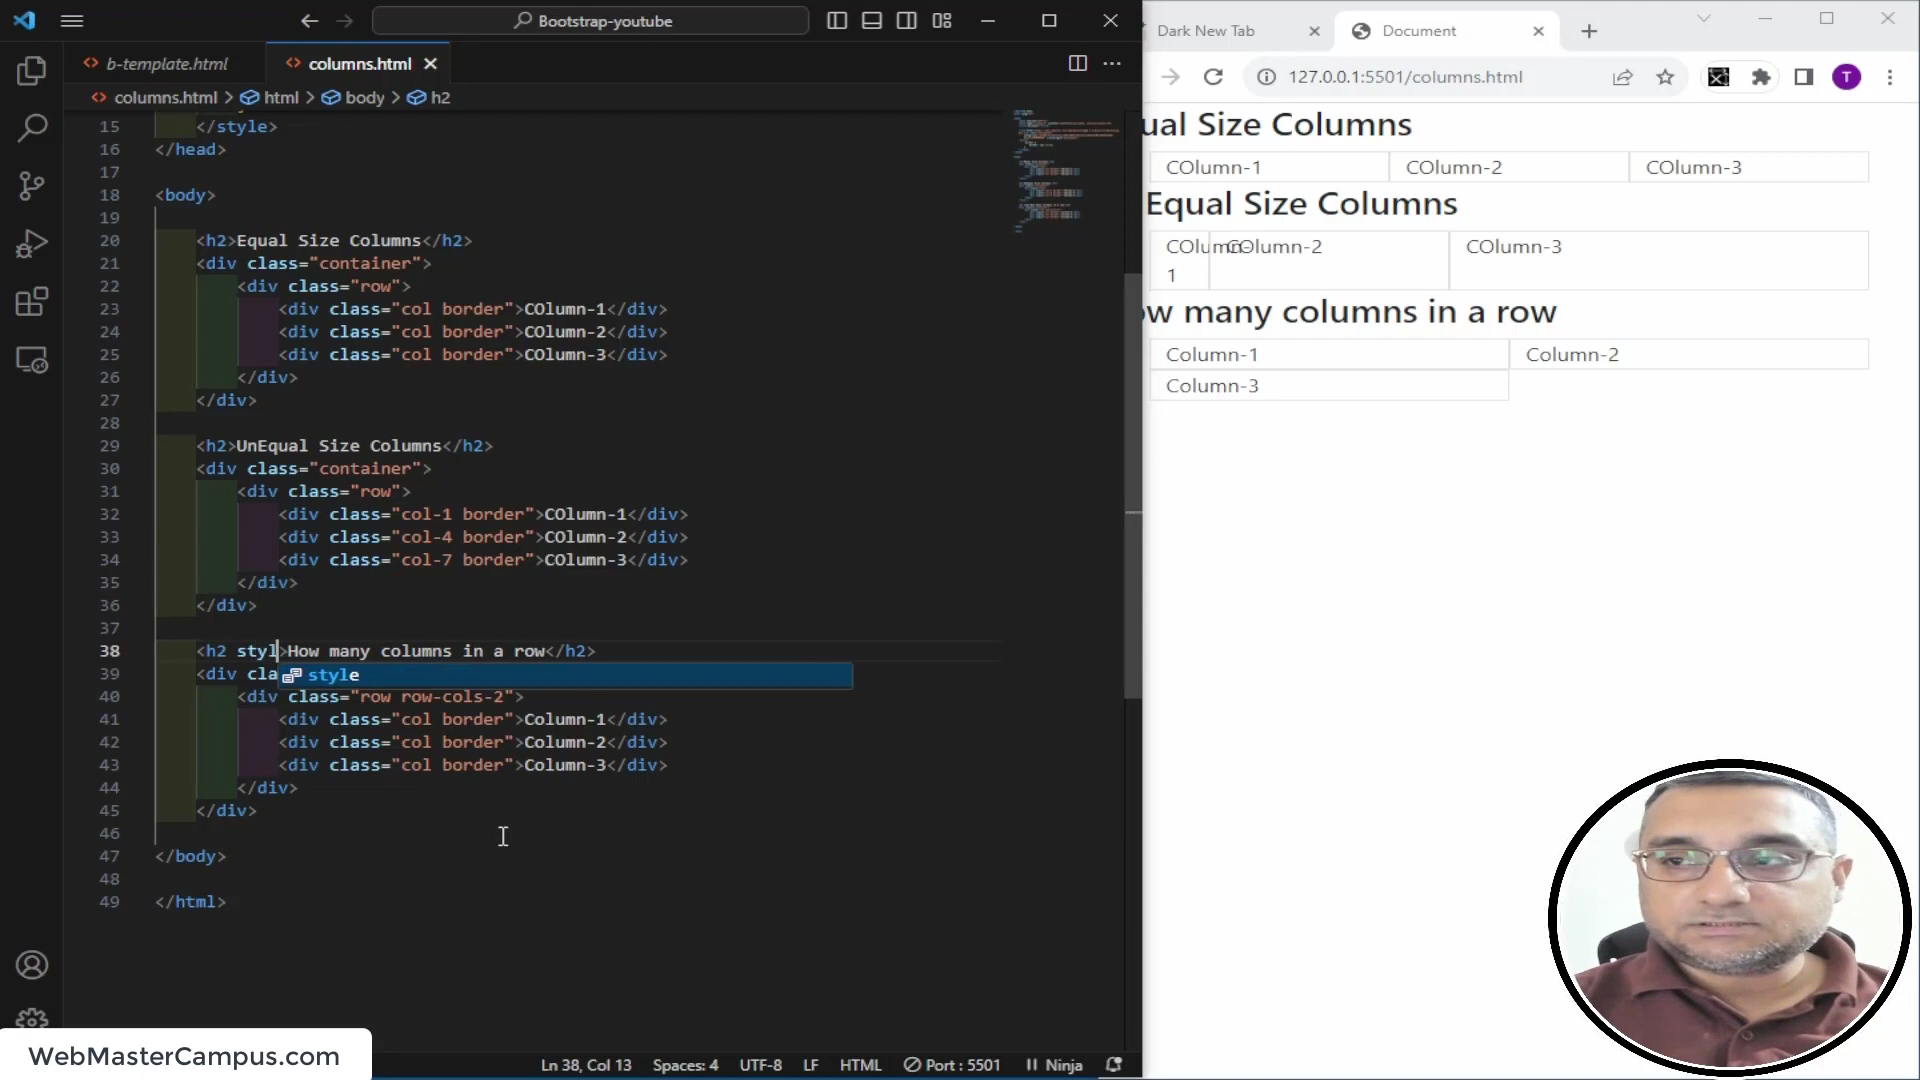 Bootstrap-youtube
b-template.html
columns.html
columns.html > html > body > h2
15 </style>
16 </head>
17
18 <body>
19
20 <h2>Equal Size Columns</h2>
21 <div class="container">
22 <div class="row">
23 <div class="col border">COlumn-1</div>
24 <div class="col border">COlumn-2</div>
25 <div class="col border">COlumn-3</div>
26 </div>
27 </div>
28
29 <h2>UnEqual Size Columns</h2>
30 <div class="container">
31 <div class="row">
32 <div class="col-1 border">COlumn-1</div>
33 <div class="col-4 border">COlumn-2</div>
34 <div class="col-7 border">COlumn-3</div>
35 </div>
36 </div>
37
38 <h2 styl>How many columns in a row</h2>
39 <div cla
style
40 <div class="row row-cols-2">
41 <div class="col border">Column-1</div>
42 <div class="col border">Column-2</div>
43 <div class="col border">Column-3</div>
44 </div>
45 </div>
46
47 </body>
48
49 </html>
Ln 38, Col 13 Spaces: 4 UTF-8 LF HTML Port : 5501 Ninja
WebMasterCampus.com
Dark New Tab
Document
127.0.0.1:5501/columns.html
T
ual Size Columns
COlumn-1 COlumn-2 COlumn-3
Equal Size Columns
COlumn-1 COlumn-2 COlumn-3
ow many columns in a row
Column-1 Column-2
Column-3